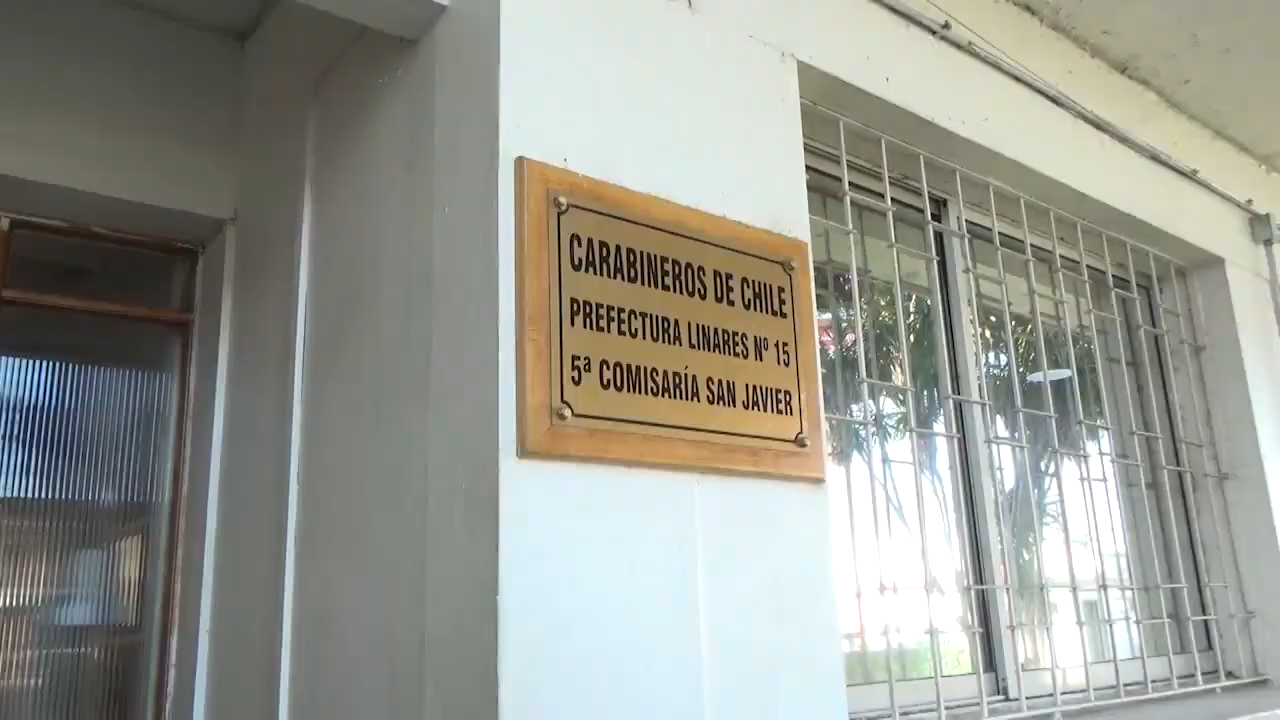 CARABINEROS DE CHILE
PREFECTURA LINARES Nº 15
5ª COMISARÍA SAN JAVIER